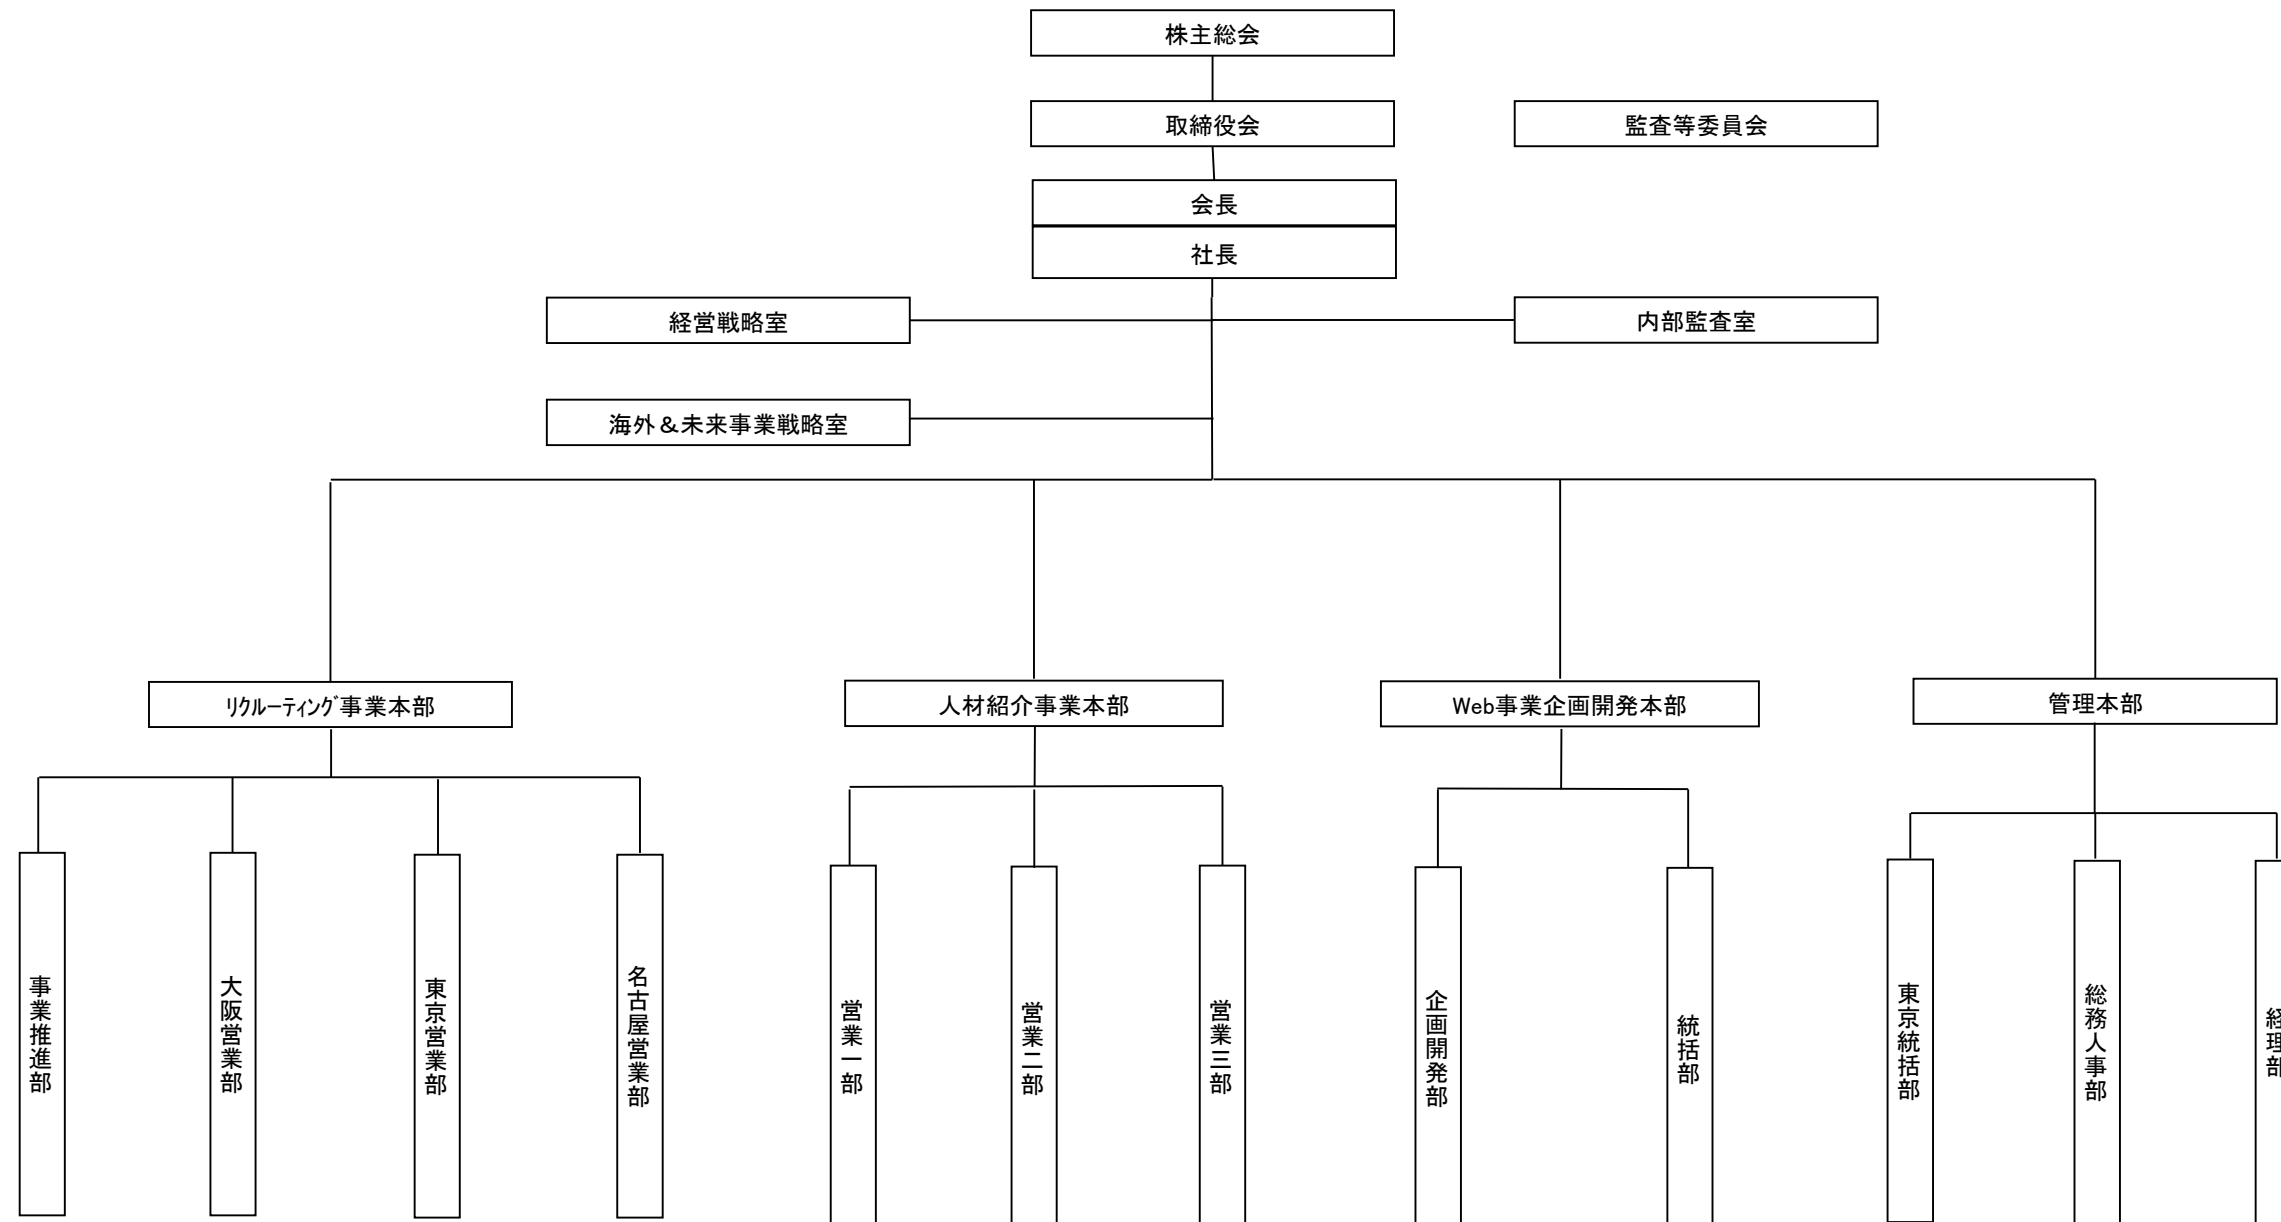 株主総会
取締役会
監査等委員会
会長
社長
経営戦略室
内部監査室
海外＆未来事業戦略室
ﾘｸﾙｰﾃｨﾝｸﾞ事業本部
人材紹介事業本部
Web事業企画開発本部
管理本部
事業推進部
大阪営業部
東京営業部
名古屋営業部
営業一部
営業二部
営業三部
企画開発部
統括部
東京統括部
総務人事部
経理部